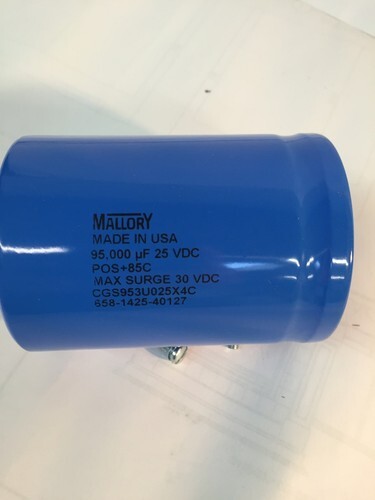 MALLORY
MADE IN USA
95,000 µF 25 VDC
POS+85C
MAX SURGE 30 VDC
CGS953U025X4C
658-1425-40127